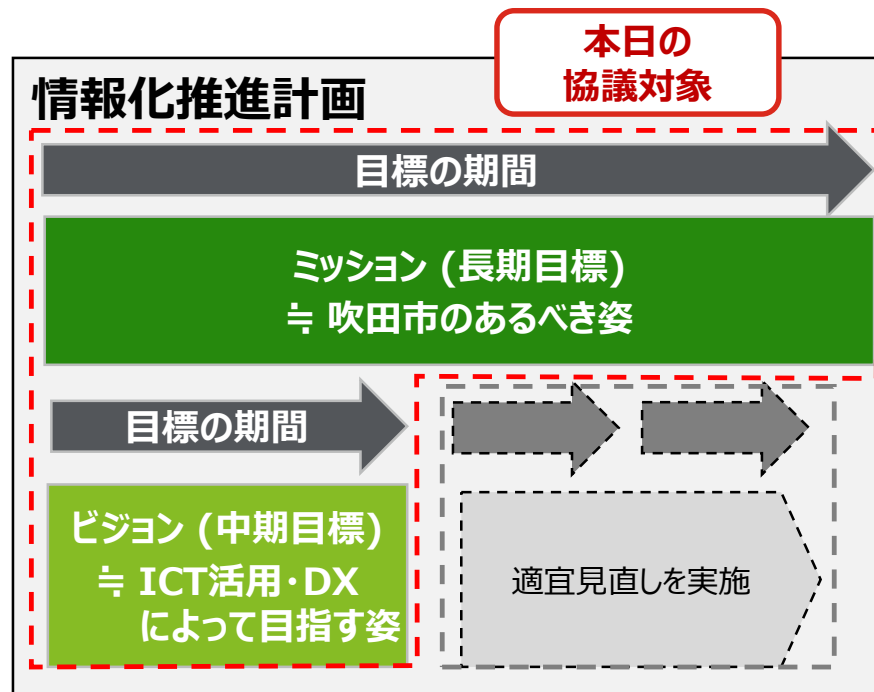 本日の
協議対象
情報化推進計画
目標の期間
ミッション (長期目標)
≒ 吹田市のあるべき姿
目標の期間
ビジョン (中期目標)
≒ ICT活用・DX
によって目指す姿
適宜見直しを実施